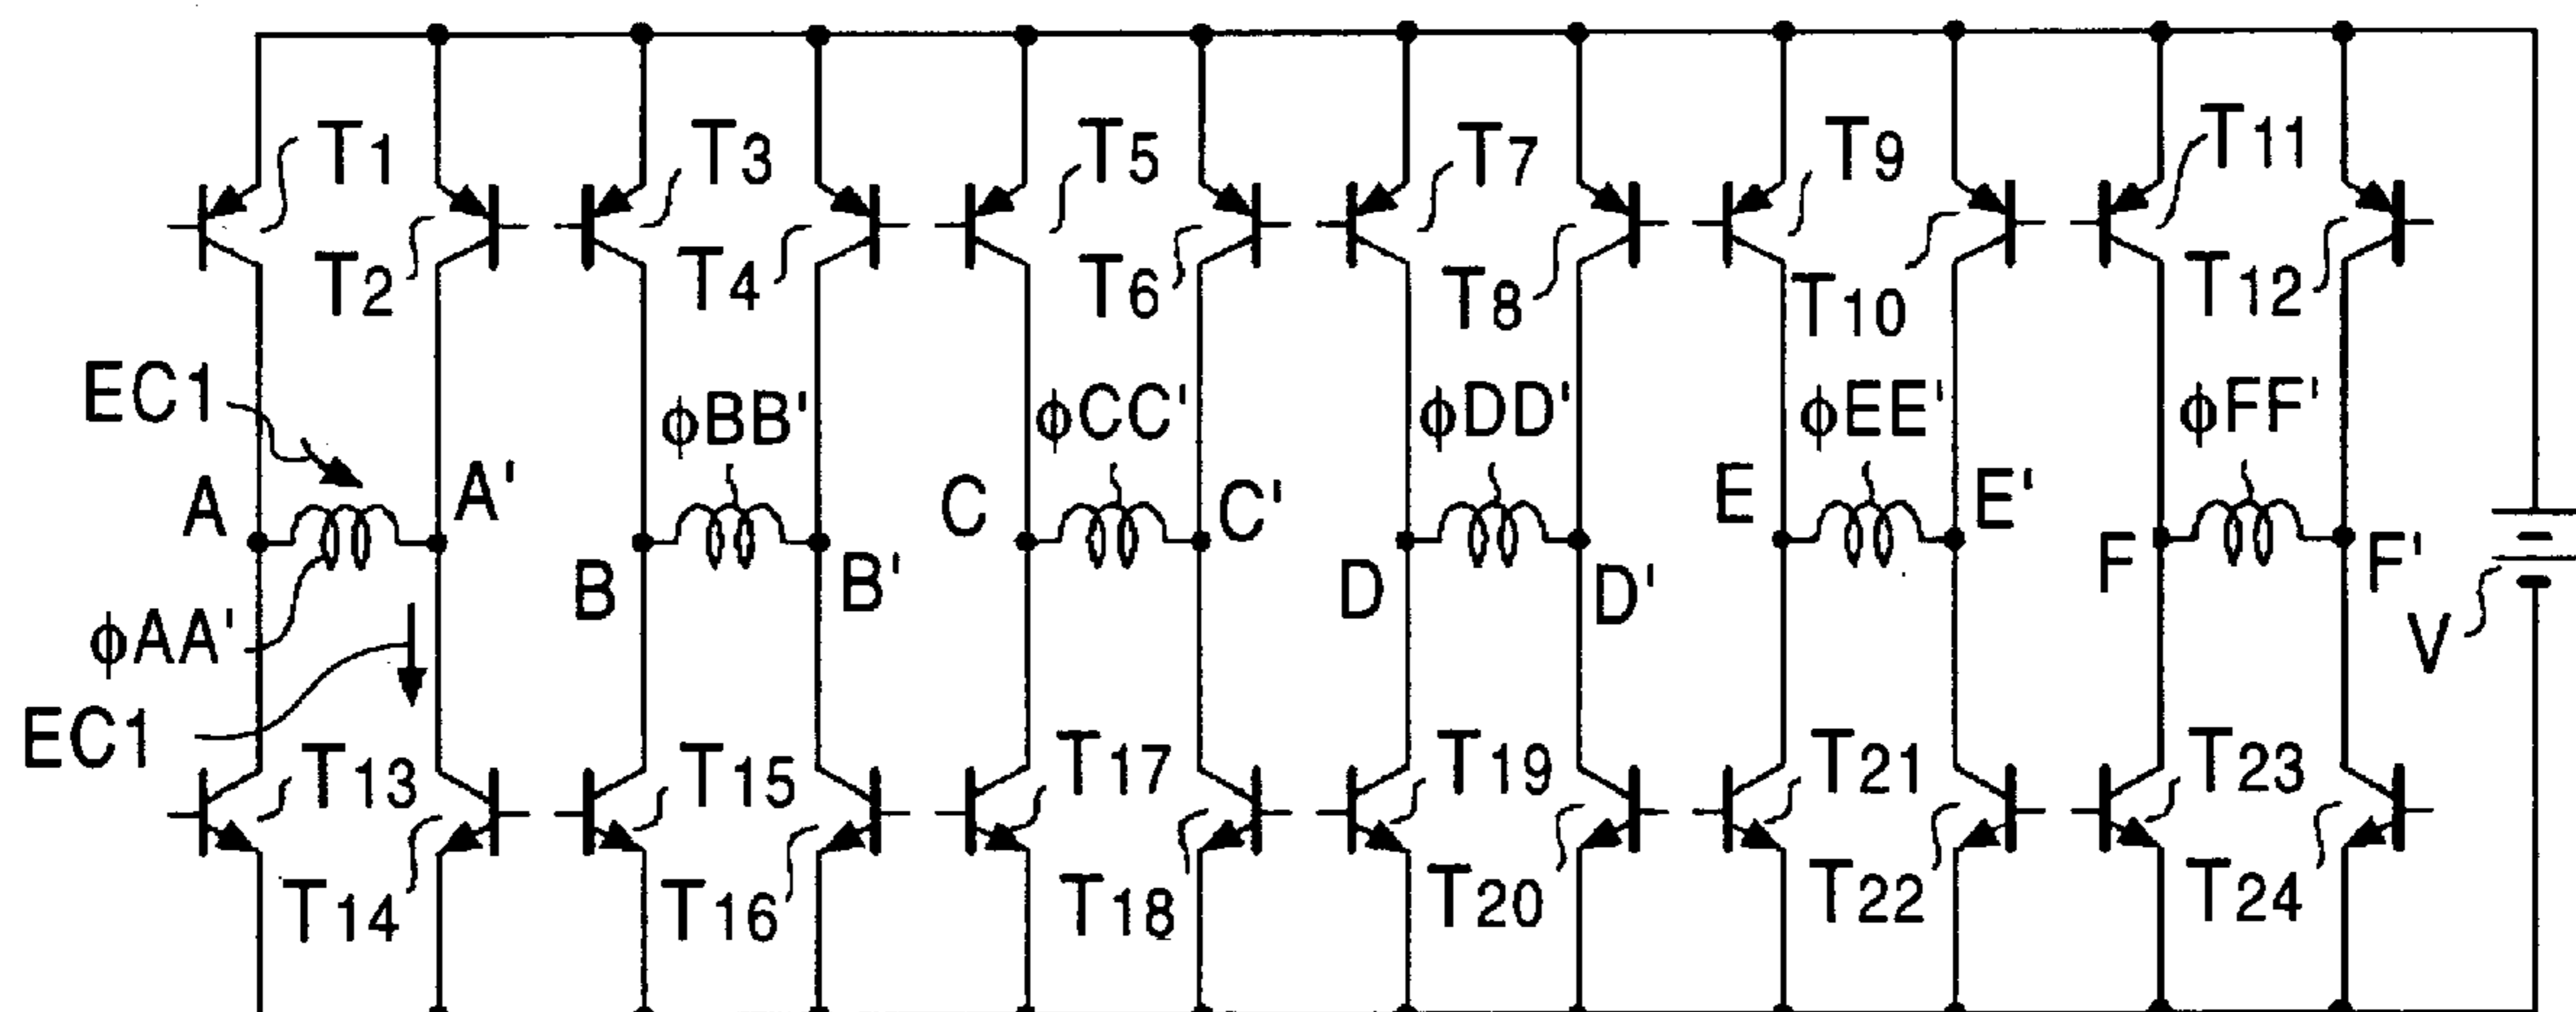 T1
T2
T3
T4
T5
T6
T7
T8
T9
T10
T11
T12
EC1
ϕBB'
ϕCC'
ϕDD'
ϕEE'
ϕFF'
A
A'
B
B'
C
C'
D
D'
E
E'
F
F'
ϕAA'
V
EC1
T13
T14
T15
T16
T17
T18
T19
T20
T21
T22
T23
T24